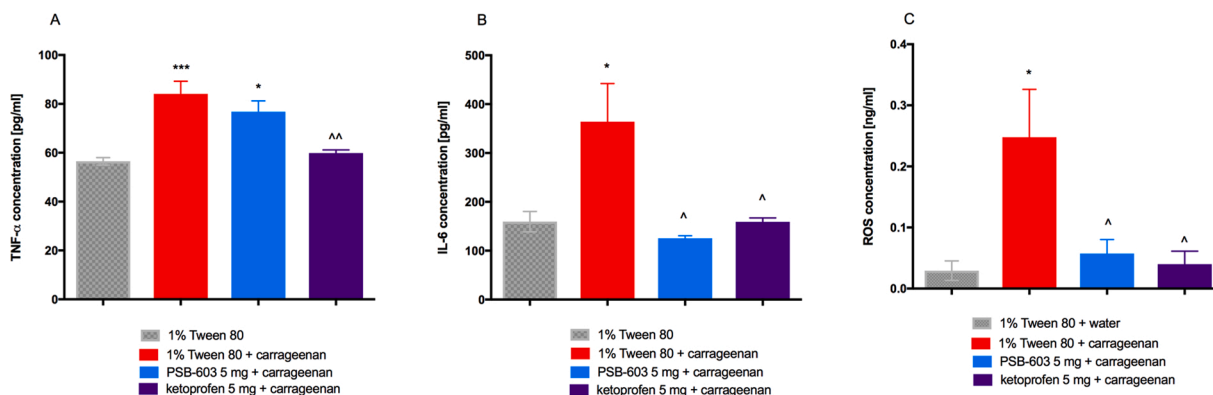 A
TNF-α concentration [pg/ml]
100
80
60
40
20
0
***
*
^^
1% Tween 80
1% Tween 80 + carrageenan
PSB-603 5 mg + carrageenan
ketoprofen 5 mg + carrageenan
B
IL-6 concentration [pg/ml]
500
400
300
200
100
0
*
^
^
1% Tween 80
1% Tween 80 + carrageenan
PSB-603 5 mg + carrageenan
ketoprofen 5 mg + carrageenan
C
ROS concentration [ng/ml]
0.4
0.3
0.2
0.1
0.0
*
^
^
1% Tween 80 + water
1% Tween 80 + carrageenan
PSB-603 5 mg + carrageenan
ketoprofen 5 mg + carrageenan